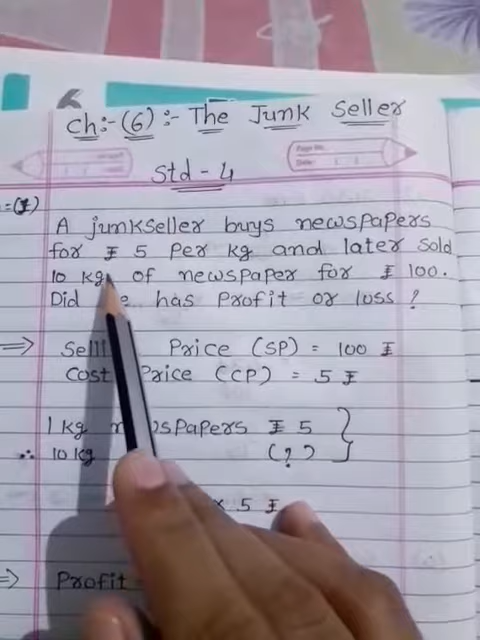 6
Ch:-(6):- The Junk Seller
Std - 4
(1)
A junkseller buys newspapers
for ₹ 5 Per kg and later sold
10 kg of newspaper for ₹ 100.
Did has Profit or loss ?
⇒ Price (SP) = 100 ₹
Cost Price (CP) = 5 ₹
1 kg ₹ 5
∴ 10 kg (?)
x 5 ₹
⇒ Profit =